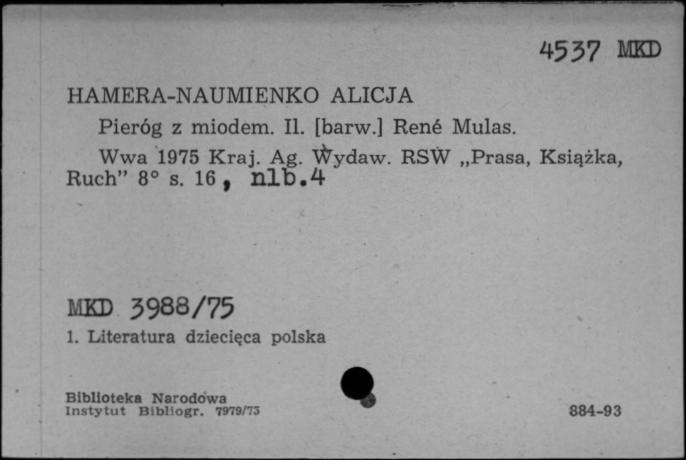 4537 MKD
HAMERA-NAUMIENKO ALICJA
Pieróg z miodem. Il. [barw.] René Mulas.
Wwa 1975 Kraj. Ag. Wydaw. RSW „Prasa, Książka,
Ruch” 8° s. 16, nlb.4
MKD 3988/75
1. Literatura dziecięca polska
Biblioteka Narodowa
Instytut Bibliogr. 7979/75
884-93